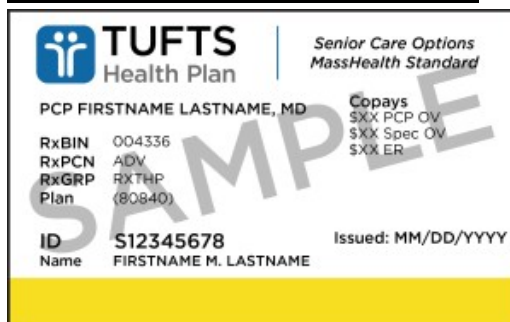 TUFTS
Health Plan
Senior Care Options
MassHealth Standard
PCP FIRSTNAME LASTNAME, MD
Copays
$XX PCP OV
$XX Spec OV
$XX ER
RxBIN 004336
RxPCN ADV
RxGRP RXTHP
Plan (80840)
ID S12345678
Issued: MM/DD/YYYY
Name FIRSTNAME M. LASTNAME
SAMPLE